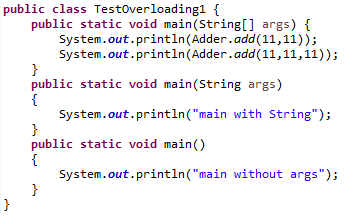 public class TestOverloading1 {
    public static void main(String[] args) {
        System.out.println(Adder.add(11,11));
        System.out.println(Adder.add(11,11,11));
    }
    public static void main(String args)
    {
        System.out.println("main with String");
    }
    public static void main()
    {
        System.out.println("main without args");
    }
}